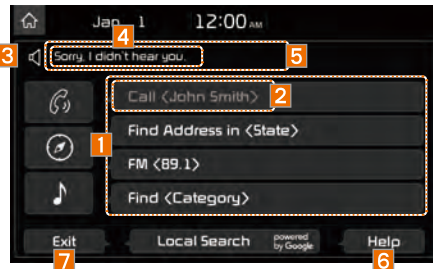 Jan 1 12:00 AM
4
3 Sorry, I didn't hear you. 5
Call <John Smith> 2
Find Address in <State>
1
FM <89.1>
Find <Category>
Exit Local Search powered by Google Help
7 6